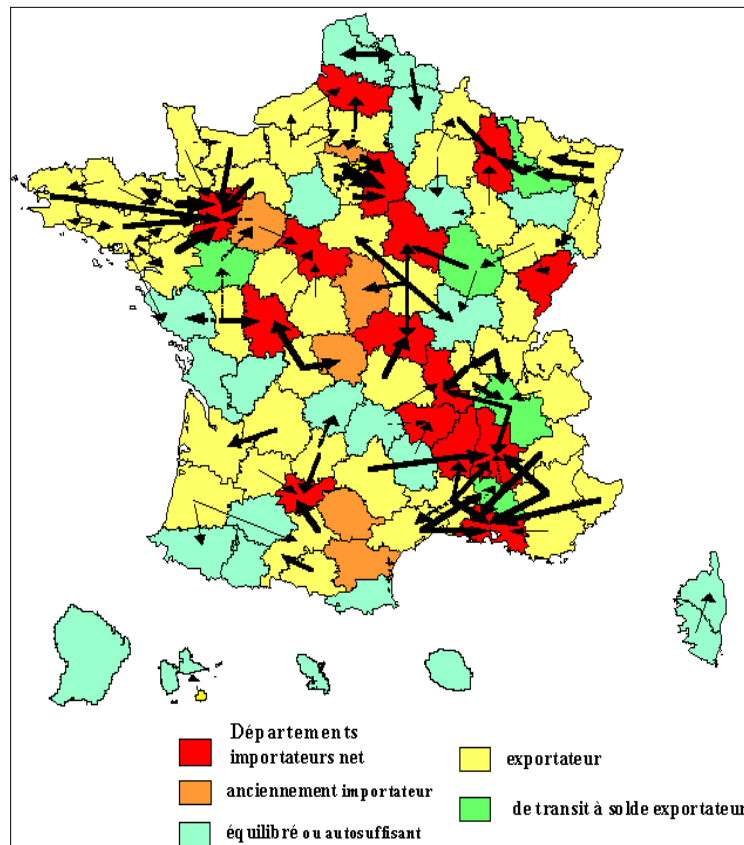 Départements
importateurs net
exportateur
anciennement importateur
de transit à solde exportateur
équilibré ou autosuffisant